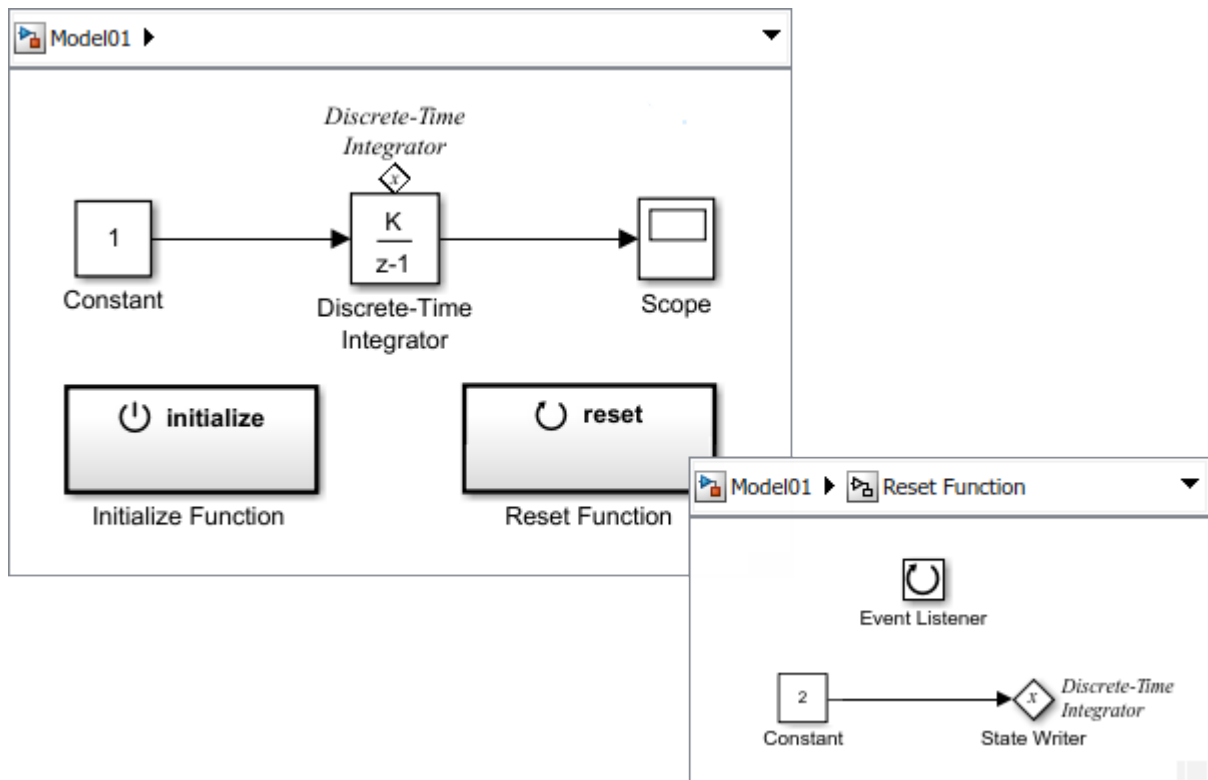 Model01
Discrete-Time
Integrator
x
1
K
z-1
Constant
Discrete-Time
Integrator
Scope
initialize
reset
Initialize Function
Reset Function
Model01 Reset Function
Event Listener
2
x
Discrete-Time
Integrator
Constant
State Writer